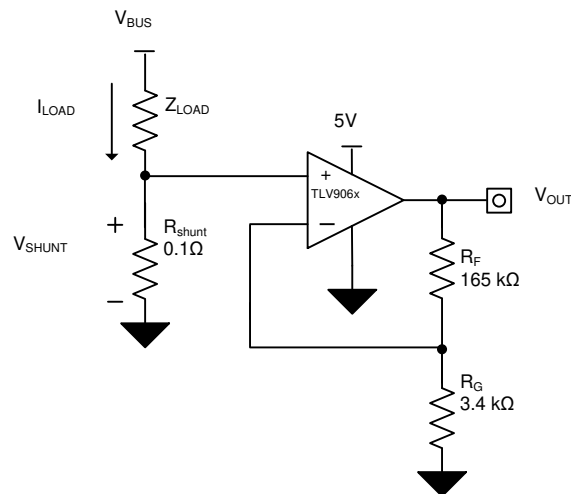 VBUS
ILOAD
ZLOAD
5V
+
TLV906x
−
VOUT
+
VSHUNT
−
Rshunt
0.1Ω
RF
165 kΩ
RG
3.4 kΩ